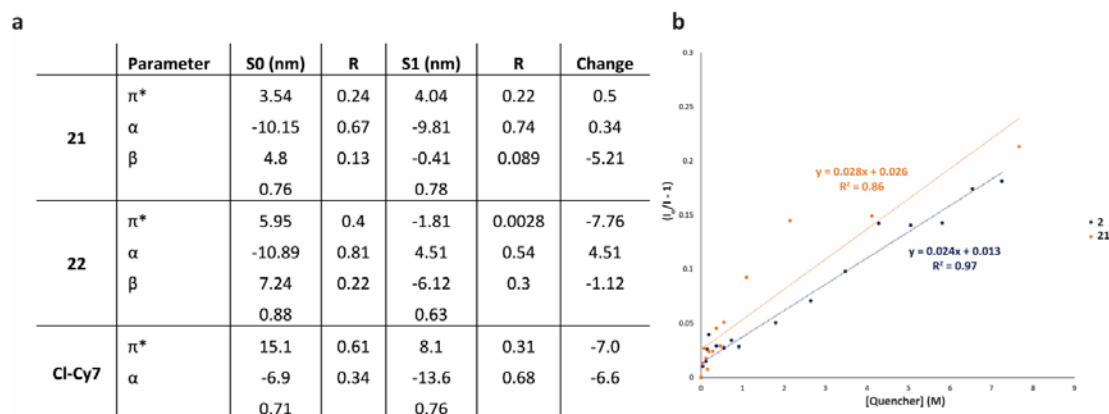 a
Parameter S0 (nm) R S1 (nm) R Change
π* 3.54 0.24 4.04 0.22 0.5
21 α -10.15 0.67 -9.81 0.74 0.34
β 4.8 0.13 -0.41 0.089 -5.21
0.76 0.78
π* 5.95 0.4 -1.81 0.0028 -7.76
22 α -10.89 0.81 4.51 0.54 4.51
β 7.24 0.22 -6.12 0.3 -1.12
0.88 0.63
π* 15.1 0.61 8.1 0.31 -7.0
Cl-Cy7 α -6.9 0.34 -13.6 0.68 -6.6
0.71 0.76
b
0.3
0.25
0.2
0.15
0.1
0.05
0
(I₀/I - 1)
y = 0.028x + 0.026
R² = 0.86
y = 0.024x + 0.013
R² = 0.97
2
21
0 1 2 3 4 5 6 7 8 9
[Quencher] (M)